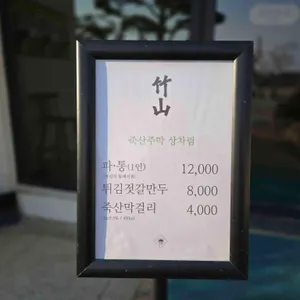 竹
山
죽산주막 상차림
파·통(1인) 12,000
튀김젓갈만두 8,000
죽산막걸리 4,000